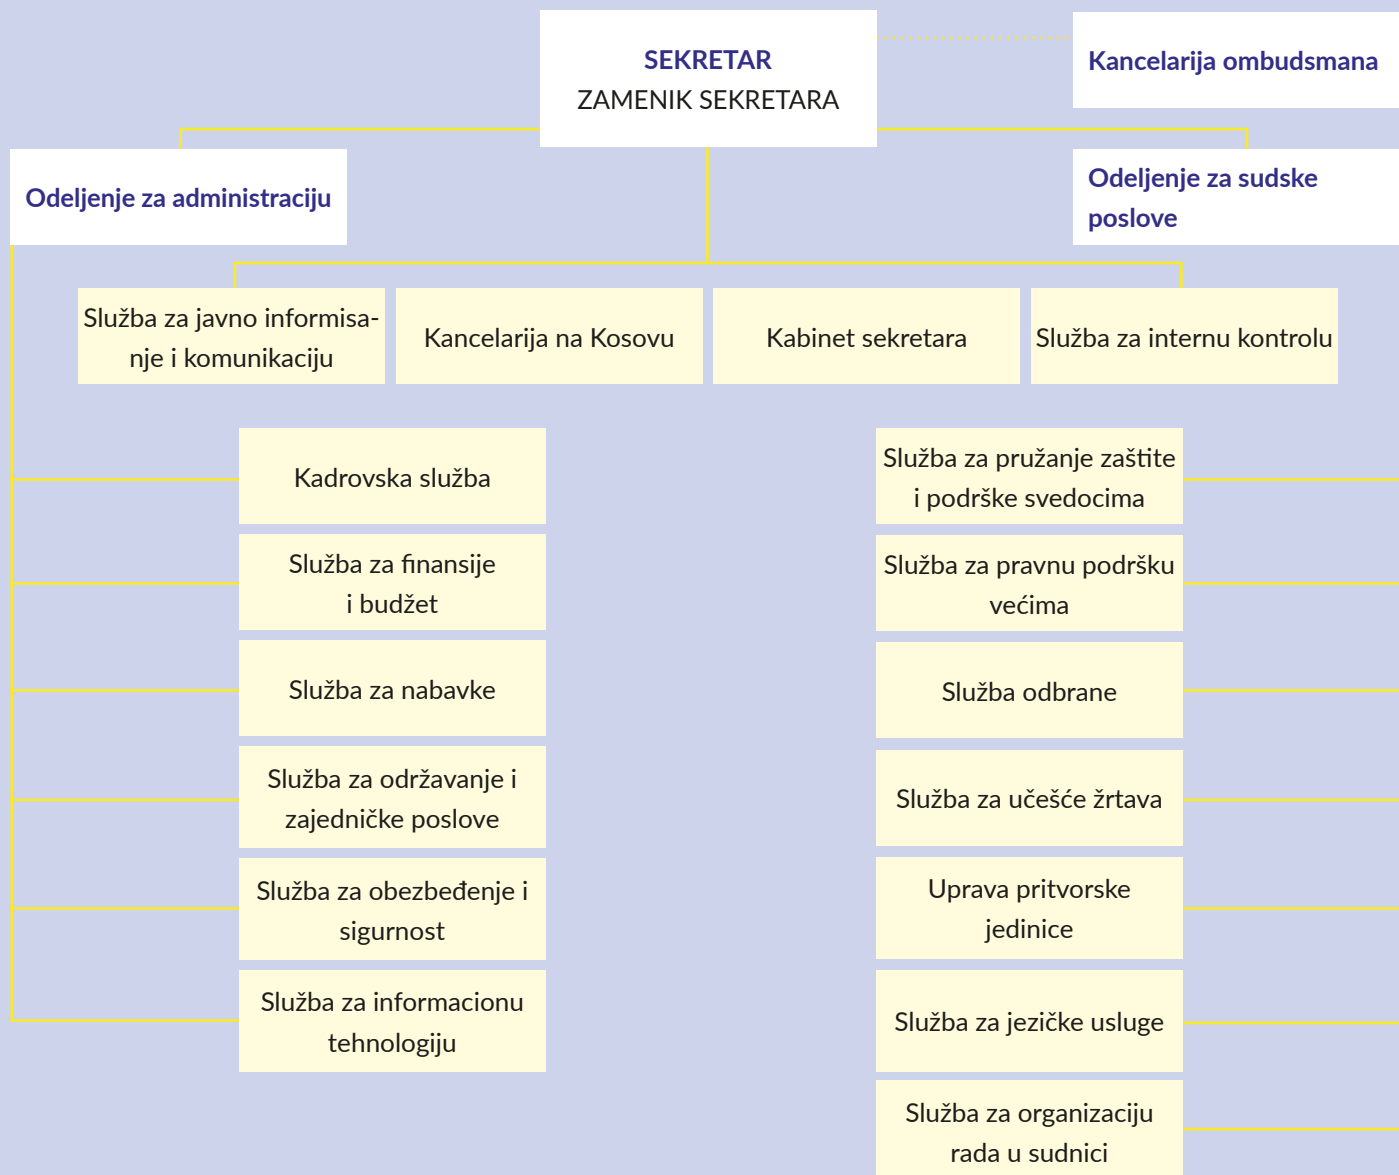 SEKRETAR
ZAMENIK SEKRETARA
Kancelarija ombudsmana
Odeljenje za administraciju
Odeljenje za sudske
poslove
Služba za javno informisa-
nje i komunikaciju
Kancelarija na Kosovu
Kabinet sekretara
Služba za internu kontrolu
Kadrovska služba
Služba za finansije
i budžet
Služba za nabavke
Služba za održavanje i
zajedničke poslove
Služba za obezbeđenje i
sigurnost
Služba za informacionu
tehnologiju
Služba za pružanje zaštite
i podrške svedocima
Služba za pravnu podršku
većima
Služba odbrane
Služba za učešće žrtava
Uprava pritvorske
jedinice
Služba za jezičke usluge
Služba za organizaciju
rada u sudnici